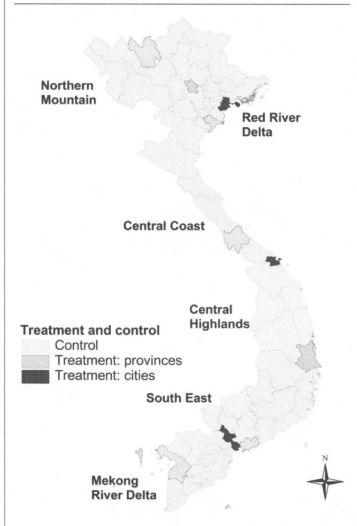 Northern
Mountain
Red River
Delta
Central Coast
Central
Highlands
Treatment and control
Control
Treatment: provinces
Treatment: cities
South East
Mekong
River Delta
N